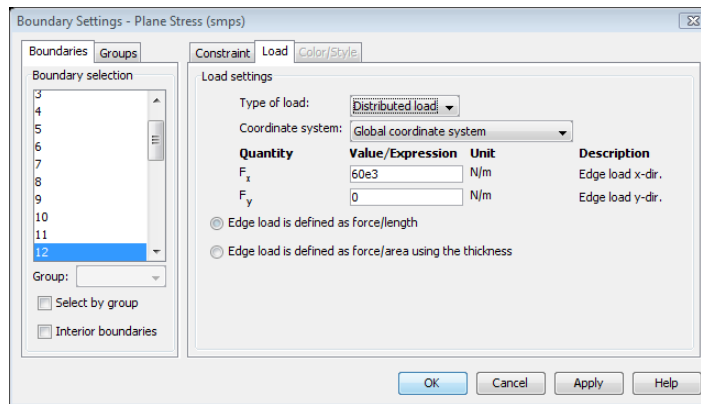 Boundary Settings - Plane Stress (smps)
Boundaries Groups
Boundary selection
3
4
5
6
7
8
9
10
11
12
Group:
Select by group
Interior boundaries
Constraint Load Color/Style
Load settings
Type of load: Distributed load
Coordinate system: Global coordinate system
Quantity Value/Expression Unit Description
Fx 60e3 N/m Edge load x-dir.
Fy 0 N/m Edge load y-dir.
Edge load is defined as force/length
Edge load is defined as force/area using the thickness
OK Cancel Apply Help